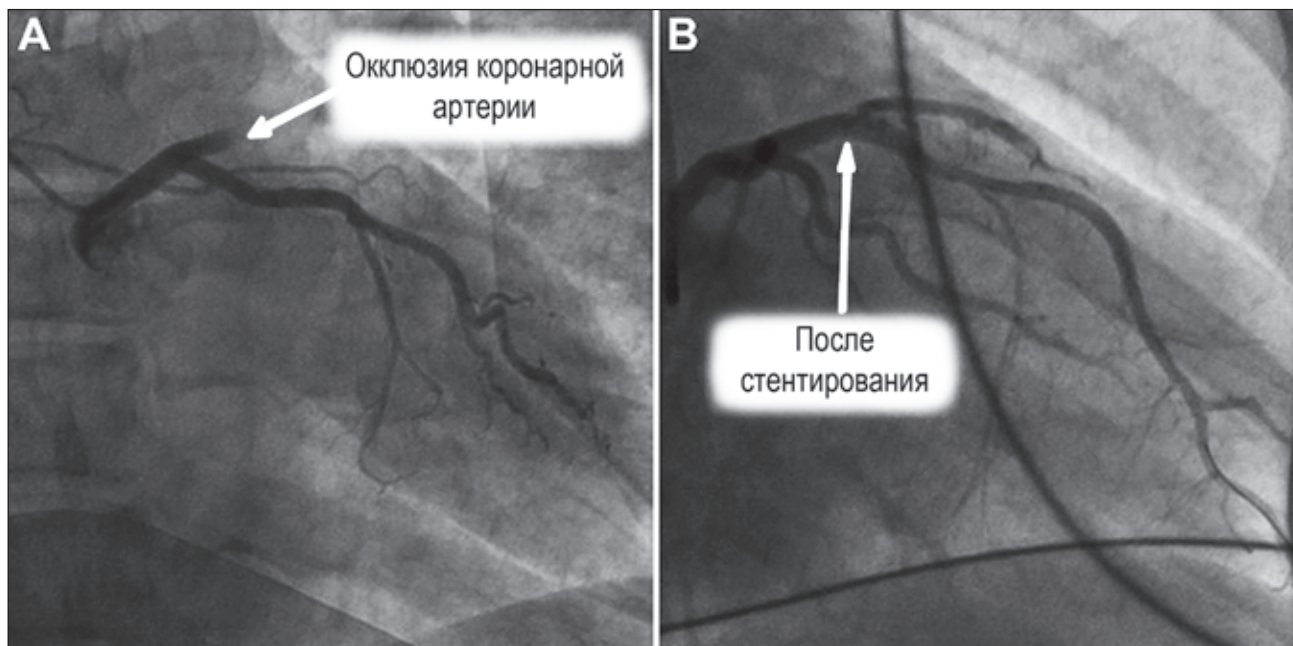 A
Окклюзия коронарной
артерии
B
После
стентирования